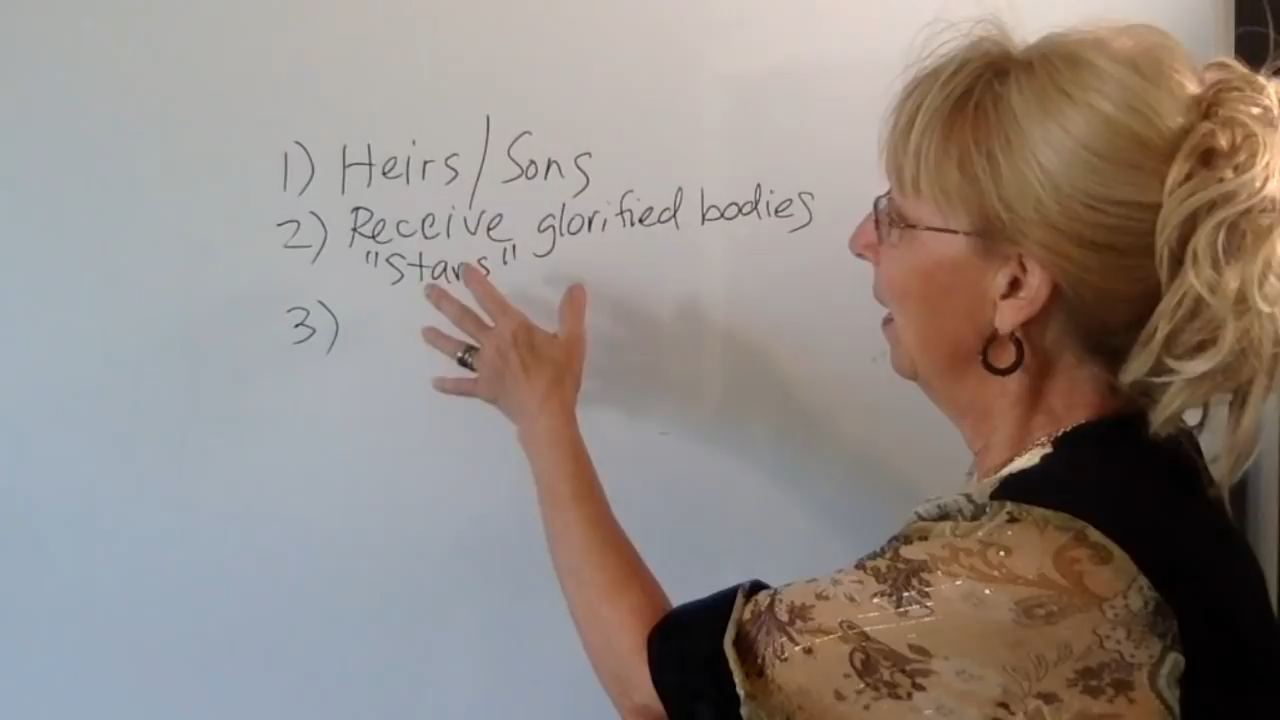 1) Heirs/Sons
2) Receive glorified bodies
"Stars"
3)